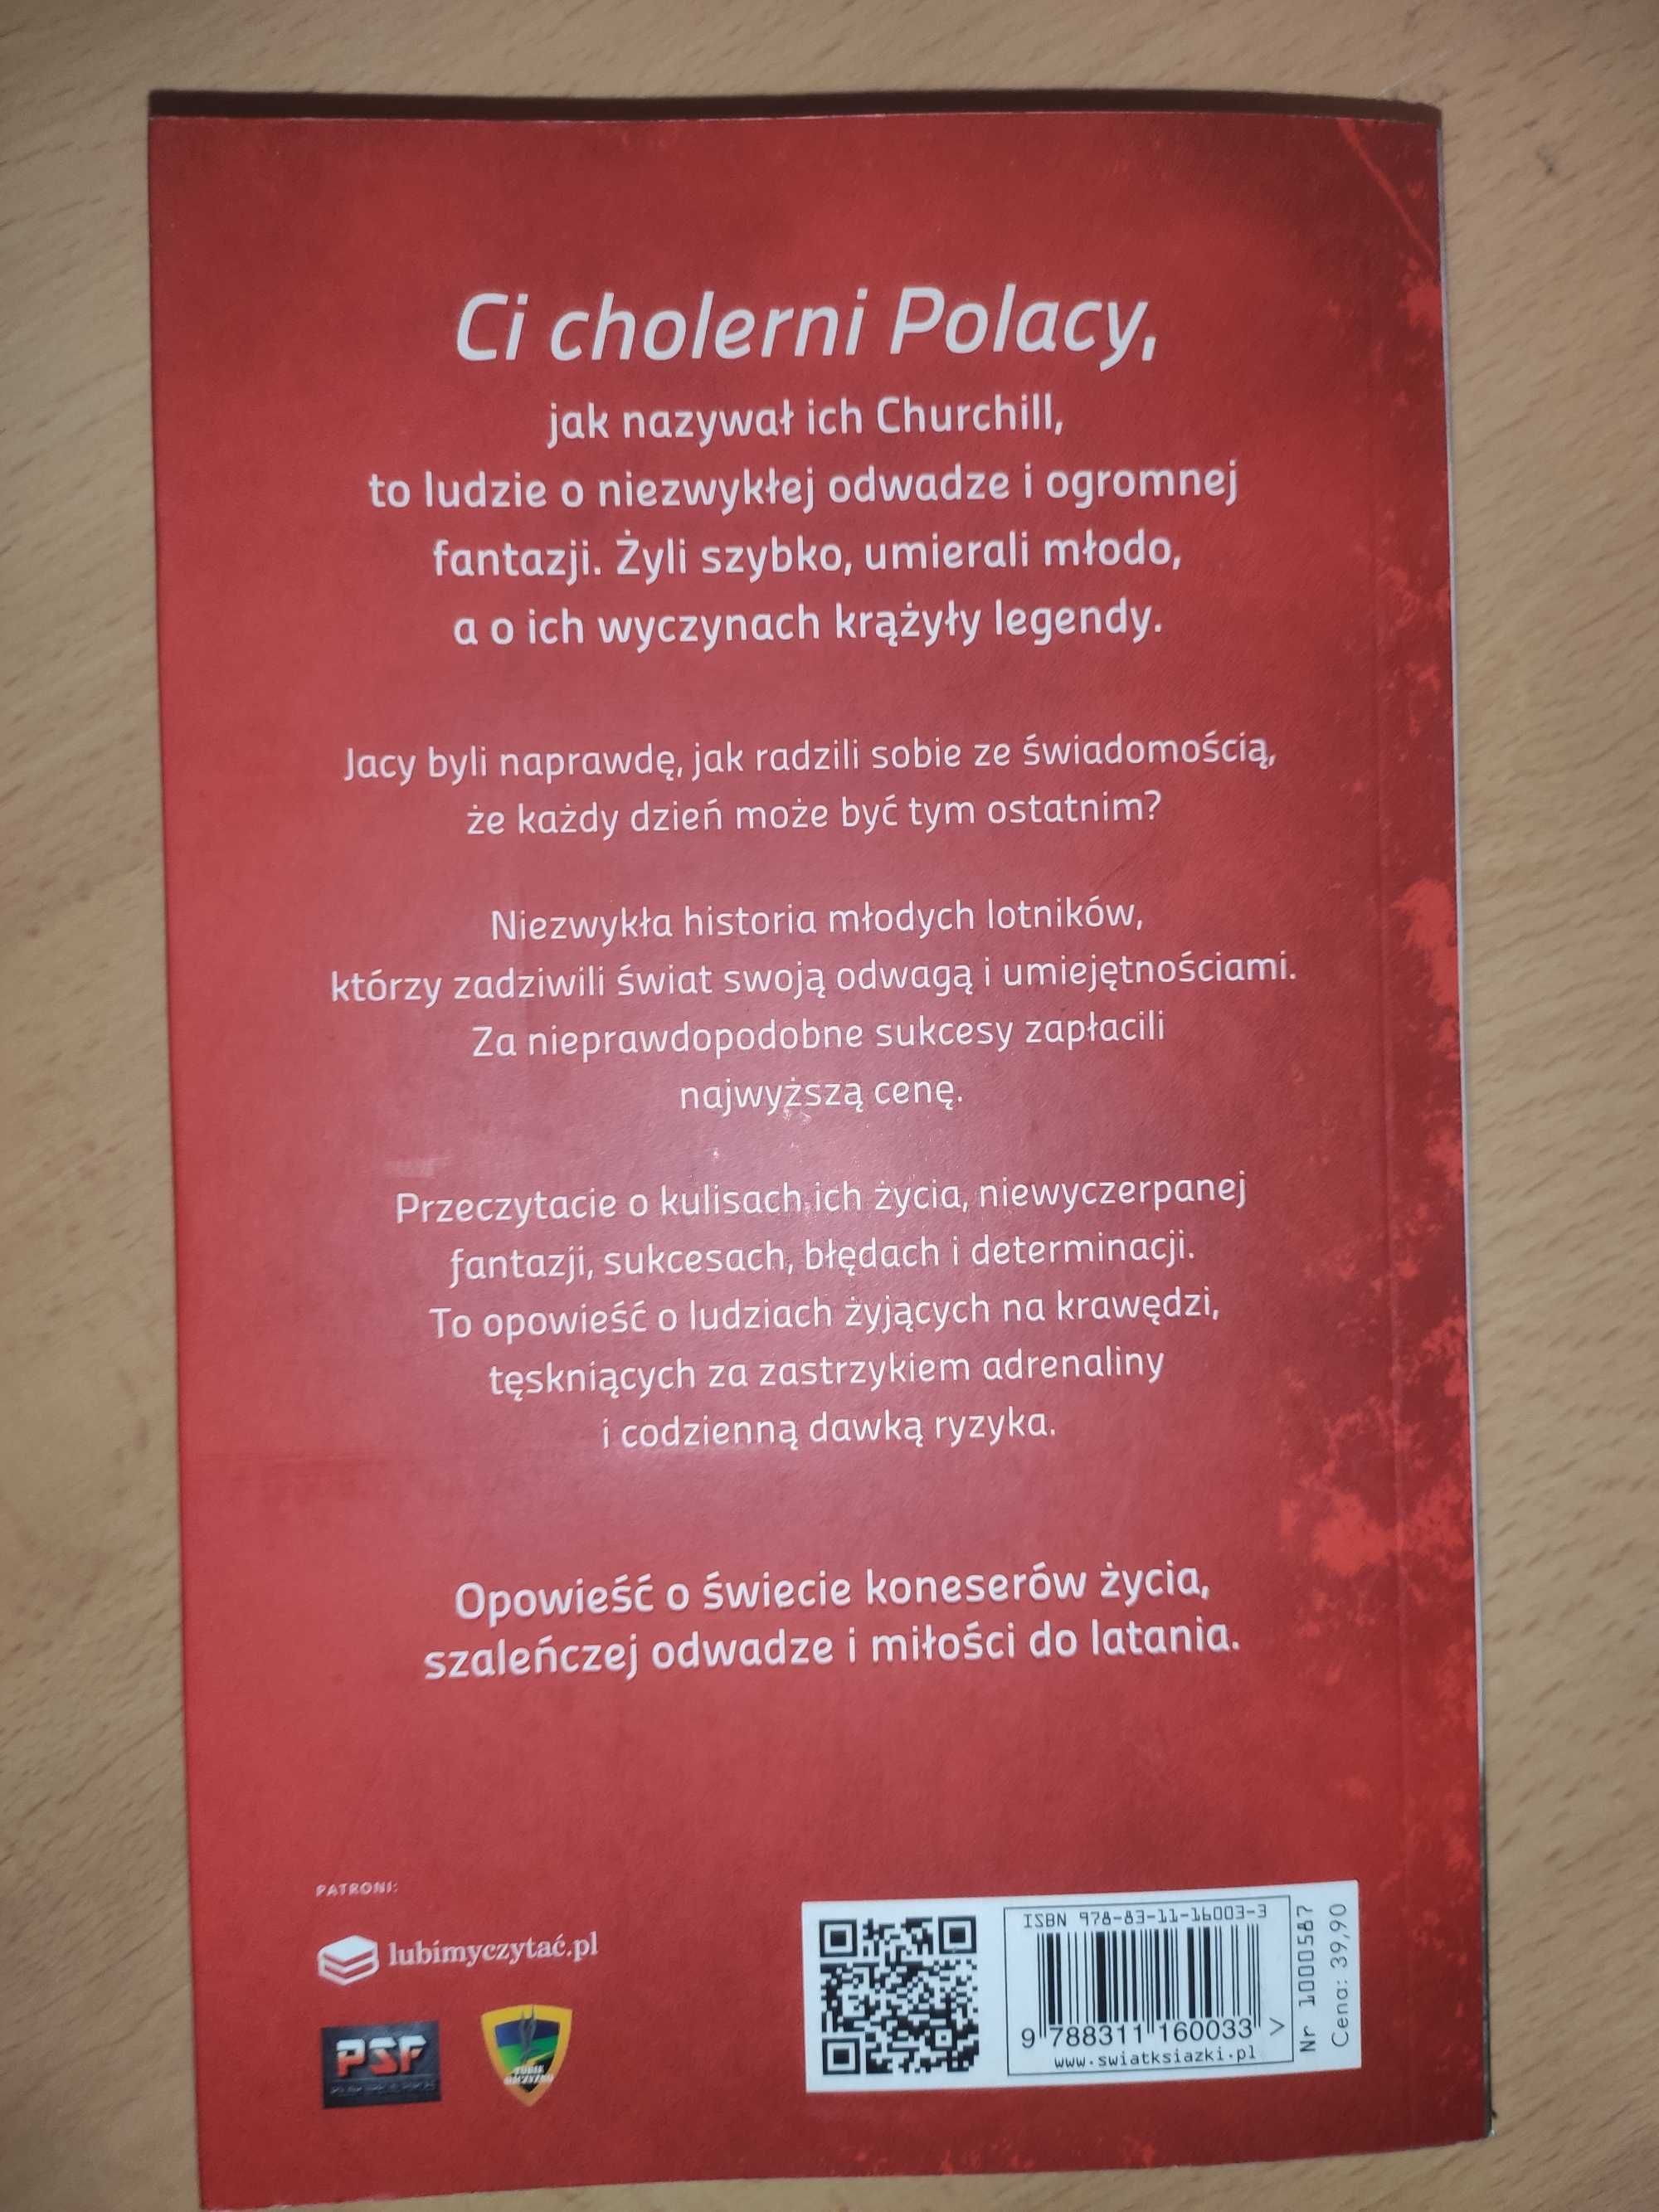 Ci cholerni Polacy,
jak nazywał ich Churchill,
to ludzie o niezwykłej odwadze i ogromnej
fantazji. Żyli szybko, umierali młodo,
a o ich wyczynach krążyły legendy.
Jacy byli naprawdę, jak radzili sobie ze świadomością,
że każdy dzień może być tym ostatnim?
Niezwykła historia młodych lotników,
którzy zadziwili świat swoją odwagą i umiejętnościami.
Za nieprawdopodobne sukcesy zapłacili
najwyższą cenę.
Przeczytacie o kulisach ich życia, niewyczerpanej
fantazji, sukcesach, błędach i determinacji.
To opowieść o ludziach żyjących na krawędzi,
tęskniących za zastrzykiem adrenaliny
i codzienną dawką ryzyka.
Opowieść o świecie koneserów życia,
szaleńczej odwadze i miłości do latania.
PATRONI:
lubimyczytać.pl
PSF
ISBN 978-83-11-16003-3
9 788311 160033 >
www.swiatksiazki.pl
Nr 1000587
Cena: 39,90